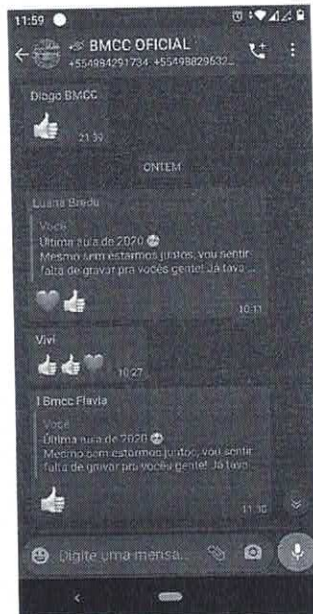 11:59
BMCC OFICIAL
+554984291734, +55498829632...
Diogo BMCC
21:39
ONTEM
Luana Bredu
Você
Última aula de 2020
Mesmo sem estarmos juntos, vou sentir
falta de gravar pra vocês gente! Já tava ...
10:11
Vivi
10:27
! Bmcc Flavia
Você
Última aula de 2020
Mesmo sem estarmos juntos, vou sentir
falta de gravar pra vocês gente! Já tava ...
11:30
Digite uma mensa...